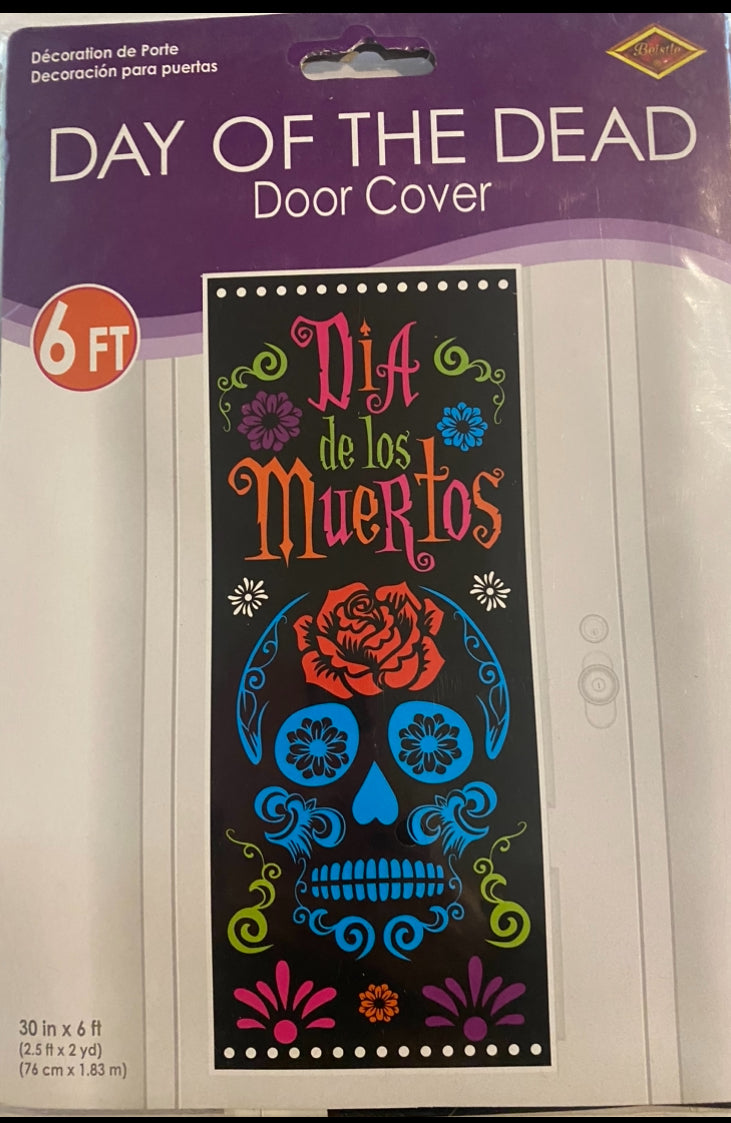 Décoration de Porte
Decoración para puertas
Beistle
DAY OF THE DEAD
Door Cover
6 FT
DiA
de los
MueRtos
30 in x 6 ft
(2.5 ft x 2 yd)
(76 cm x 1.83 m)